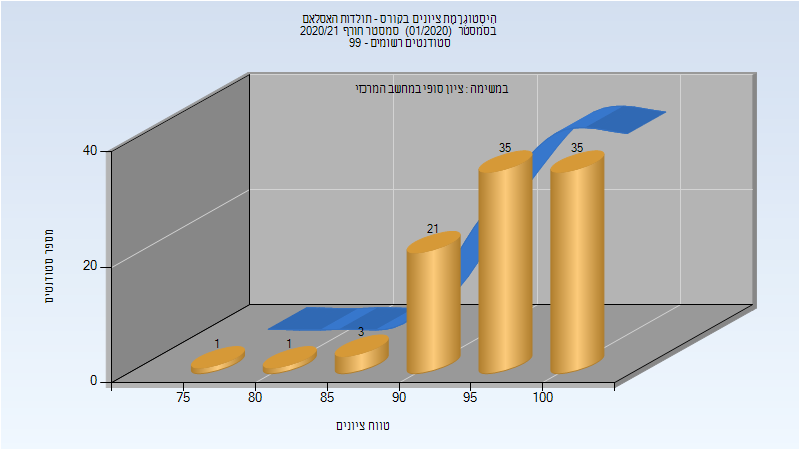 היסטוגרמת ציונים בקורס - תולדות האסלאם
בסמסטר (01/2020) סמסטר חורף 2020/21
סטודנטים רשומים - 99
במשימה : ציון סופי במחשב המרכזי
מספר סטודנטים
40
20
0
1
1
3
21
35
35
75
80
85
90
95
100
טווח ציונים